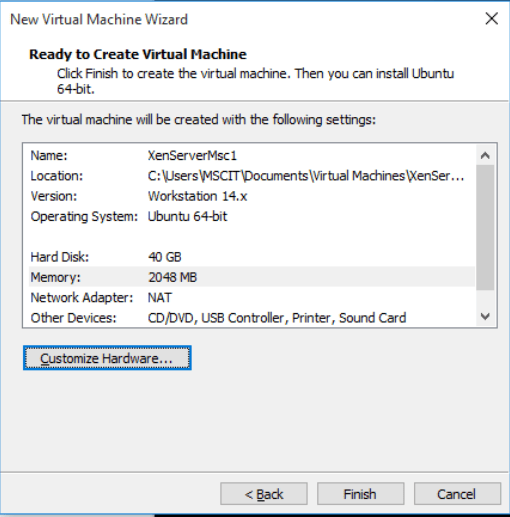 New Virtual Machine Wizard
Ready to Create Virtual Machine
Click Finish to create the virtual machine. Then you can install Ubuntu
64-bit.
The virtual machine will be created with the following settings:
Name: XenServerMsc1
Location: C:\Users\MSCIT\Documents\Virtual Machines\XenSer...
Version: Workstation 14.x
Operating System: Ubuntu 64-bit
Hard Disk: 40 GB
Memory: 2048 MB
Network Adapter: NAT
Other Devices: CD/DVD, USB Controller, Printer, Sound Card
Customize Hardware...
< Back Finish Cancel